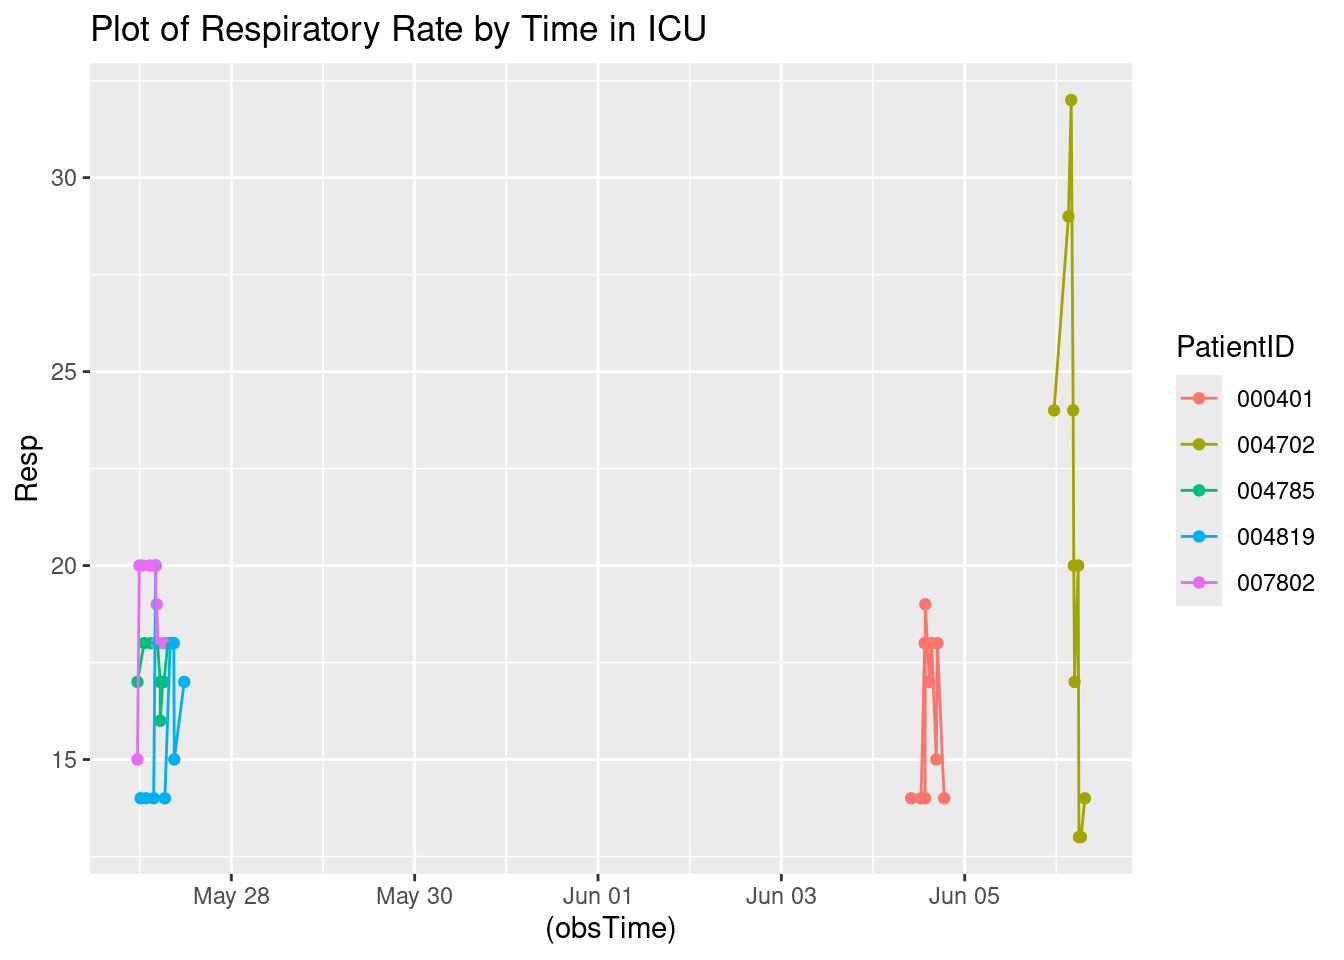 Plot of Respiratory Rate by Time in ICU
30
25
20
15
Resp
May 28
May 30
Jun 01
Jun 03
Jun 05
(obsTime)
PatientID
000401
004702
004785
004819
007802